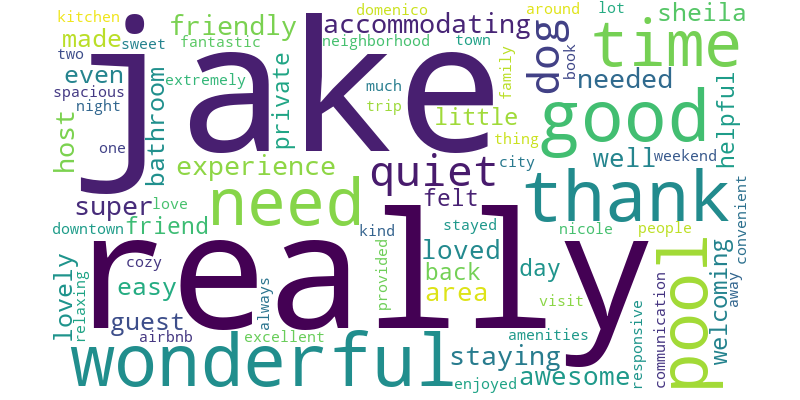 kitchen
made
sweet
two
even
spacious
night
one
host
bathroom
friendly
fantastic
extremely
private
jake
accommodating
domenico
neighborhood
town
much
trip
family
little
thing
around
lot
dog
book
time
sheila
needed
good
helpful
well
weekend
city
quiet
felt
experience
super
love
need
thank
downtown
friend
kind
stayed
nicole
people
convenient
really
cozy
lovely
relaxing
easy
guest
airbnb
always
excellent
provided
loved
back
area
day
visit
amenities
wonderful
staying
enjoyed
awesome
responsive
communication
pool
welcoming
away